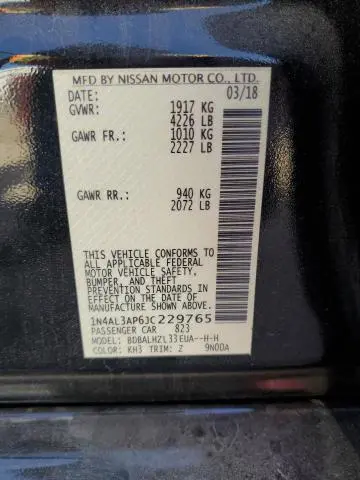 MFD BY NISSAN MOTOR CO., LTD.
DATE: 03/18
GVWR: 1917 KG
4226 LB
GAWR FR.: 1010 KG
2227 LB
GAWR RR.: 940 KG
2072 LB
THIS VEHICLE CONFORMS TO
ALL APPLICABLE FEDERAL
MOTOR VEHICLE SAFETY,
BUMPER, AND THEFT
PREVENTION STANDARDS IN
EFFECT ON THE DATE OF
MANUFACTURE SHOWN ABOVE.
1N4AL3AP6JC229765
PASSENGER CAR 823
MODEL: BDBALHZL33EUA--H-H
COLOR: KH3 TRIM: Z 9N00A